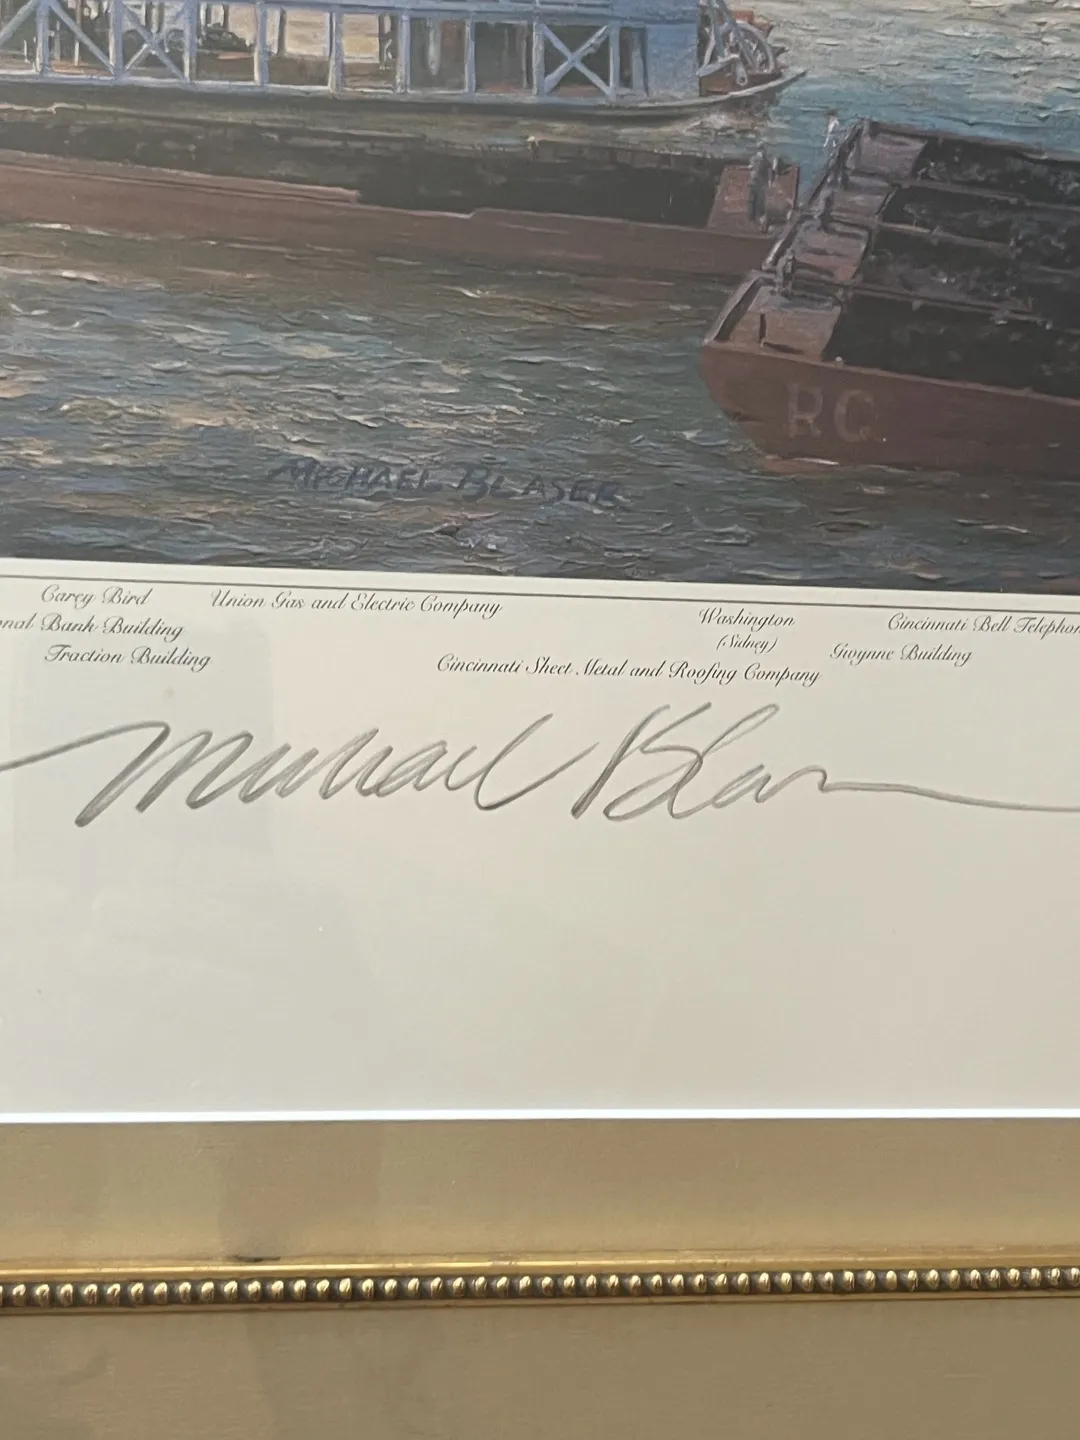 RC
MICHAEL BLASER
Carey Bird
Union Gas and Electric Company
Washington
Cincinnati Bell Telephon
nal Bank Building
(Sidney)
Gwynne Building
Traction Building
Cincinnati Sheet Metal and Roofing Company
Michael Blaser